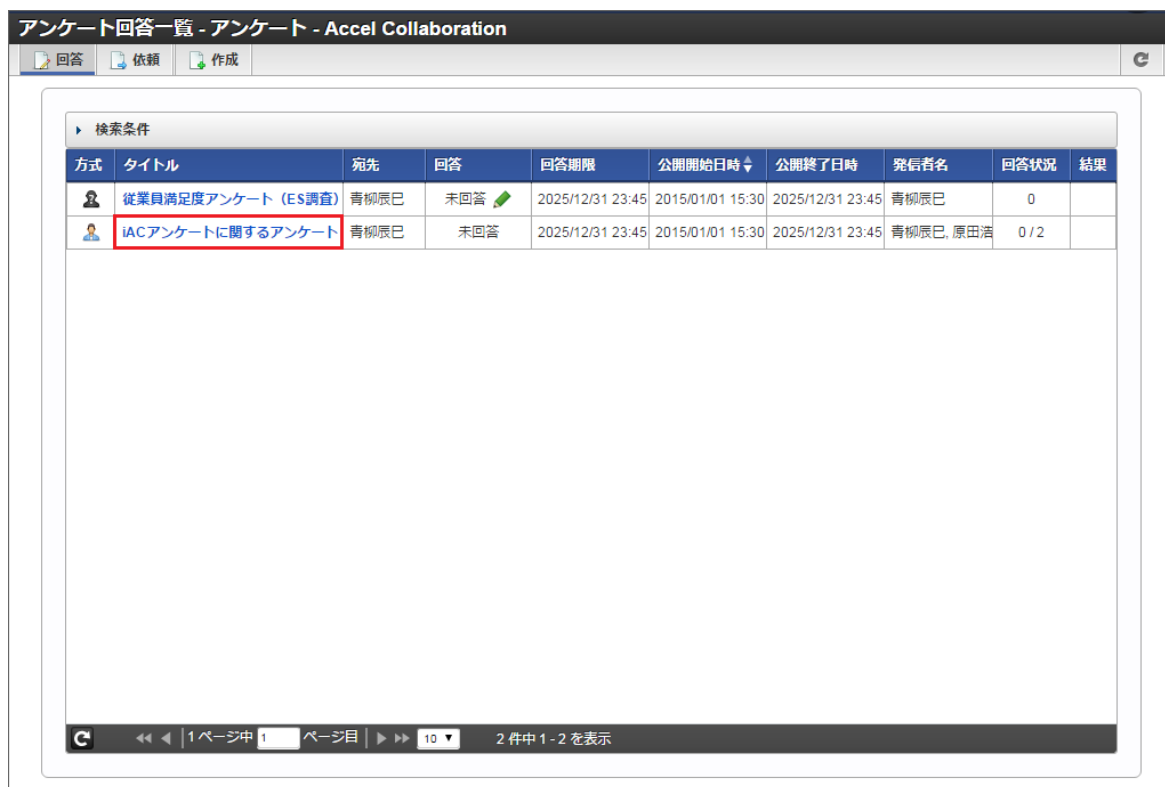 アンケート回答一覧 - アンケート - Accel Collaboration
回答 依頼 作成
検索条件
方式 タイトル 宛先 回答 回答期限 公開開始日時 公開終了日時 発信者名 回答状況 結果
従業員満足度アンケート（ES調査） 青柳辰巳 未回答 2025/12/31 23:45 2015/01/01 15:30 2025/12/31 23:45 青柳辰巳 0
iACアンケートに関するアンケート 青柳辰巳 未回答 2025/12/31 23:45 2015/01/01 15:30 2025/12/31 23:45 青柳辰巳, 原田浩 0 / 2
1 ページ中 1 ページ目 10 2 件中 1 - 2 を表示